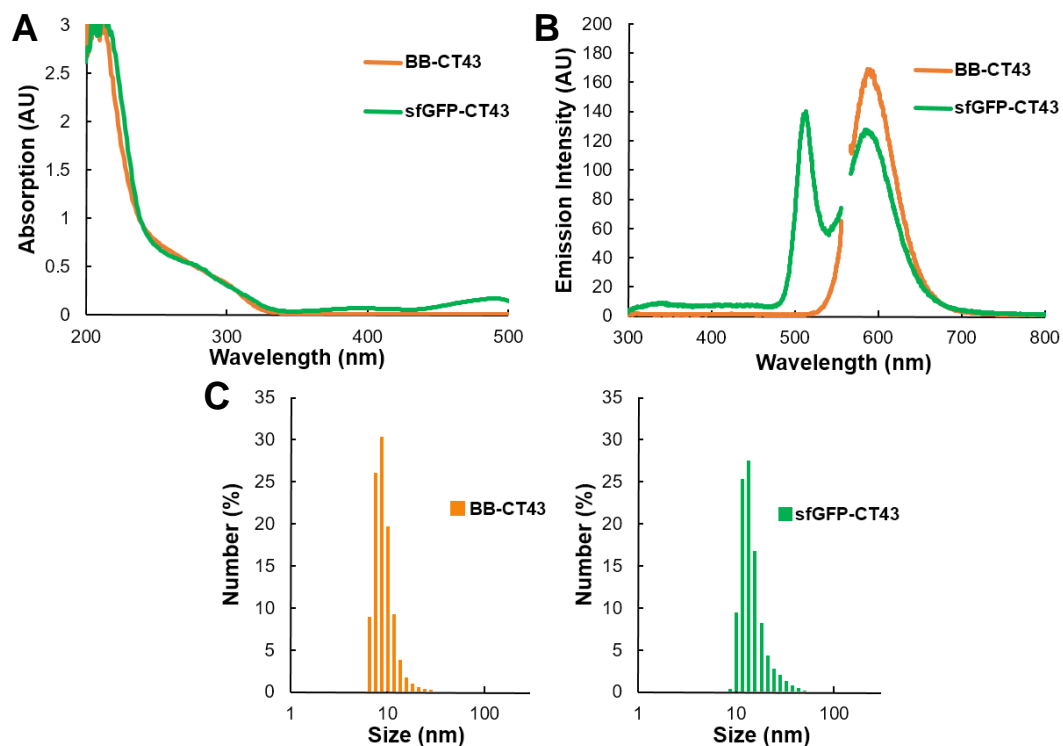 A
Absorption (AU)
3
2.5
2
1.5
1
0.5
0
200
300
400
500
Wavelength (nm)
BB-CT43
sfGFP-CT43
B
Emission Intensity (AU)
200
180
160
140
120
100
80
60
40
20
0
300
400
500
600
700
800
Wavelength (nm)
BB-CT43
sfGFP-CT43
C
Number (%)
35
30
25
20
15
10
5
0
1
10
100
Size (nm)
BB-CT43
Number (%)
35
30
25
20
15
10
5
0
1
10
100
Size (nm)
sfGFP-CT43